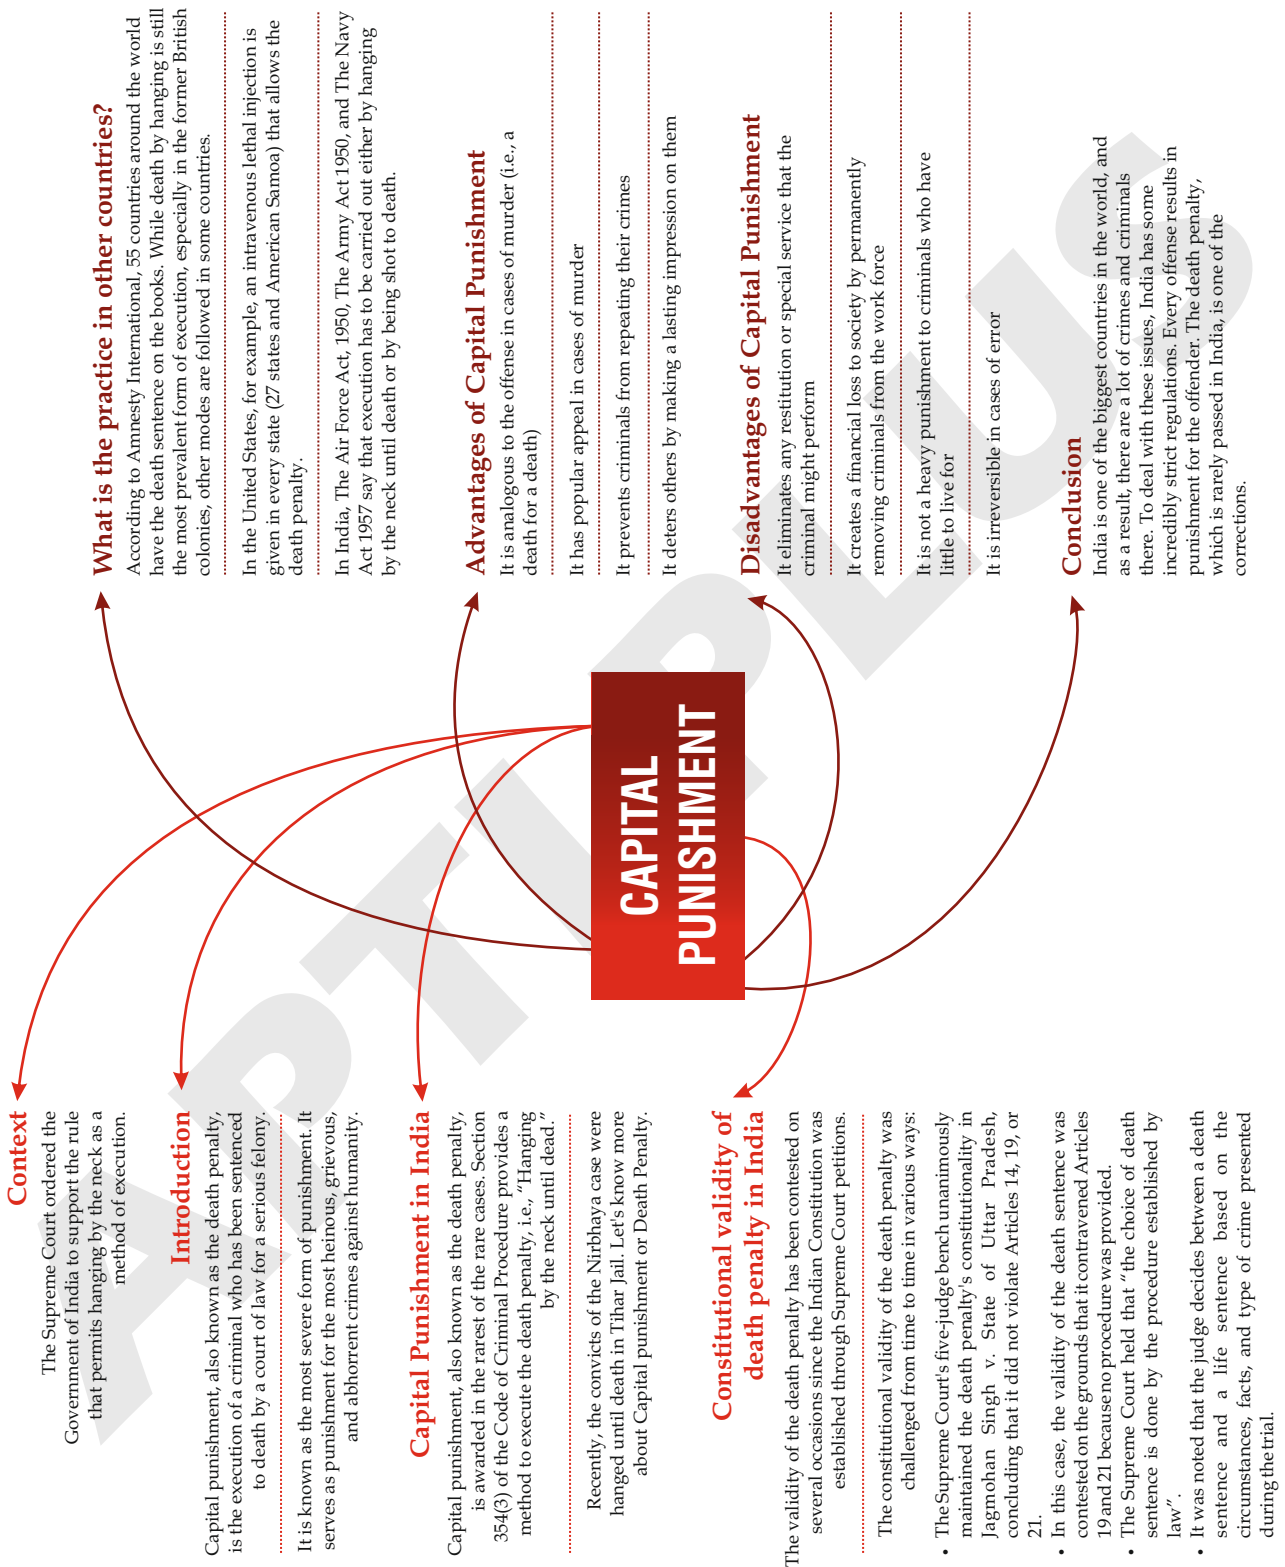 CAPITAL
PUNISHMENT
Context
The Supreme Court ordered the
Government of India to support the rule
that permits hanging by the neck as a
method of execution.
Introduction
Capital punishment, also known as the death penalty,
is the execution of a criminal who has been sentenced
to death by a court of law for a serious felony.
It is known as the most severe form of punishment. It
serves as punishment for the most heinous, grievous,
and abhorrent crimes against humanity.
Capital Punishment in India
Capital punishment, also known as the death penalty,
is awarded in the rarest of the rare cases. Section
354(3) of the Code of Criminal Procedure provides a
method to execute the death penalty, i.e., “Hanging
by the neck until dead.”
Recently, the convicts of the Nirbhaya case were
hanged until death in Tihar Jail. Let's know more
about Capital punishment or Death Penalty.
Constitutional validity of
death penalty in India
The validity of the death penalty has been contested on
several occasions since the Indian Constitution was
established through Supreme Court petitions.
The constitutional validity of the death penalty was
challenged from time to time in various ways:
• The Supreme Court's five-judge bench unanimously
maintained the death penalty's constitutionality in
Jagmohan Singh v. State of Uttar Pradesh,
concluding that it did not violate Articles 14, 19, or
21.
• In this case, the validity of the death sentence was
contested on the grounds that it contravened Articles
19 and 21 because no procedure was provided.
• The Supreme Court held that “the choice of death
sentence is done by the procedure established by
law”.
• It was noted that the judge decides between a death
sentence and a life sentence based on the
circumstances, facts, and type of crime presented
during the trial.
What is the practice in other countries?
According to Amnesty International, 55 countries around the world
have the death sentence on the books. While death by hanging is still
the most prevalent form of execution, especially in the former British
colonies, other modes are followed in some countries.
In the United States, for example, an intravenous lethal injection is
given in every state (27 states and American Samoa) that allows the
death penalty.
In India, The Air Force Act, 1950, The Army Act 1950, and The Navy
Act 1957 say that execution has to be carried out either by hanging
by the neck until death or by being shot to death.
Advantages of Capital Punishment
It is analogous to the offense in cases of murder (i.e., a
death for a death)
It has popular appeal in cases of murder
It prevents criminals from repeating their crimes
It deters others by making a lasting impression on them
Disadvantages of Capital Punishment
It eliminates any restitution or special service that the
criminal might perform
It creates a financial loss to society by permanently
removing criminals from the work force
It is not a heavy punishment to criminals who have
little to live for
It is irreversible in cases of error
Conclusion
India is one of the biggest countries in the world, and
as a result, there are a lot of crimes and criminals
there. To deal with these issues, India has some
incredibly strict regulations. Every offense results in
punishment for the offender. The death penalty,
which is rarely passed in India, is one of the
corrections.
APTI PLUS